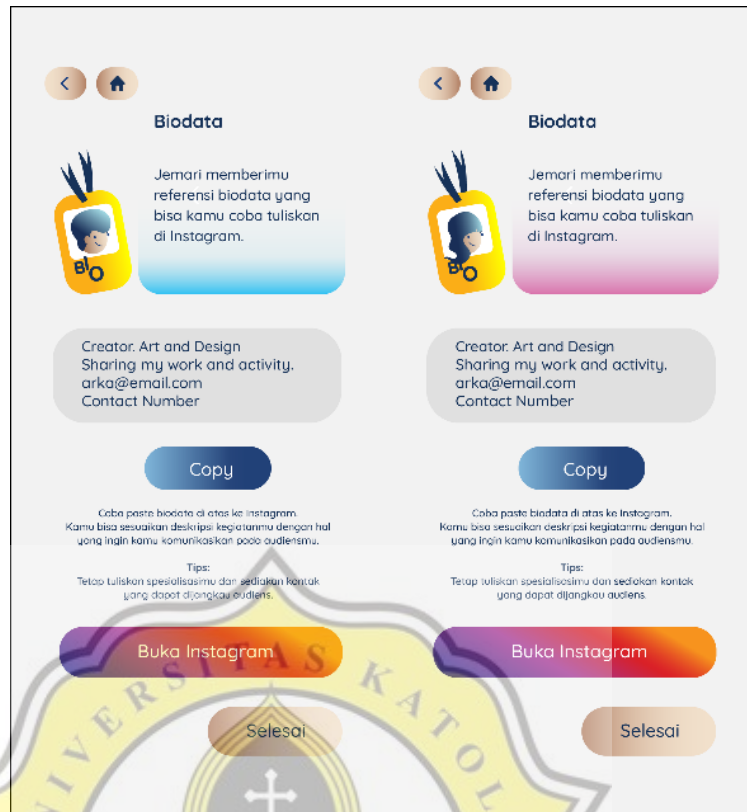 Biodata
BIO
Jemari memberimu
referensi biodata yang
bisa kamu coba tuliskan
di Instagram.
Creator. Art and Design
Sharing my work and activity.
arka@email.com
Contact Number
Copy
Coba paste biodata di atas ke Instagram.
Kamu bisa sesuaikan deskripsi kegiatanmu dengan hal
yang ingin kamu komunikasikan pada audiensmu.
Tips:
Tetap tuliskan spesialisasimu dan sediakan kontak
yang dapat dijangkau audiens.
Buka Instagram
Selesai
Biodata
BIO
Jemari memberimu
referensi biodata yang
bisa kamu coba tuliskan
di Instagram.
Creator. Art and Design
Sharing my work and activity.
arka@email.com
Contact Number
Copy
Coba paste biodata di atas ke Instagram.
Kamu bisa sesuaikan deskripsi kegiatanmu dengan hal
yang ingin kamu komunikasikan pada audiensmu.
Tips:
Tetap tuliskan spesialisasimu dan sediakan kontak
yang dapat dijangkau audiens.
Buka Instagram
Selesai
NIVERSITAS KATOL